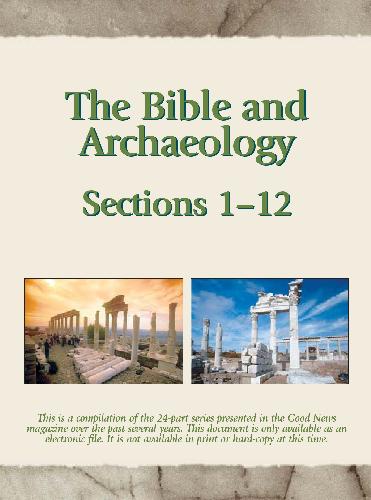 The Bible and
Archaeology
Sections 1–12
This is a compilation of the 24-part series presented in the Good News
magazine over the past several years. This document is only available as an
electronic file. It is not available in print or hard-copy at this time.